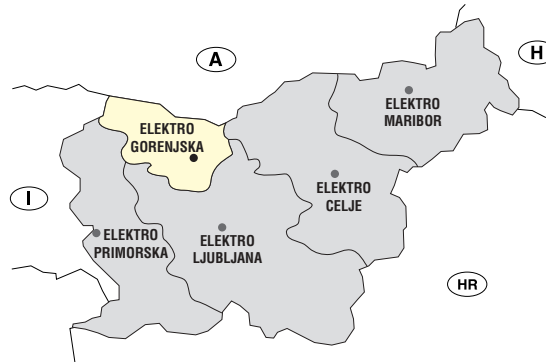 A
H
ELEKTRO
MARIBOR
ELEKTRO
GORENJSKA
ELEKTRO
CELJE
I
ELEKTRO
PRIMORSKA
ELEKTRO
LJUBLJANA
HR